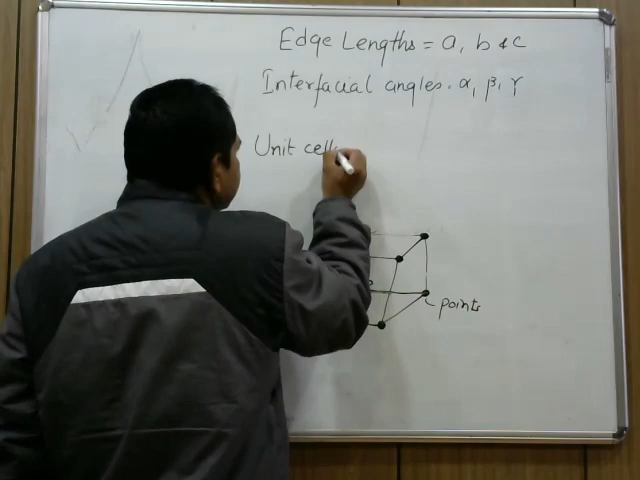 Edge Lengths = a, b & c
Interfacial angles. α, β, γ
Unit cell
points